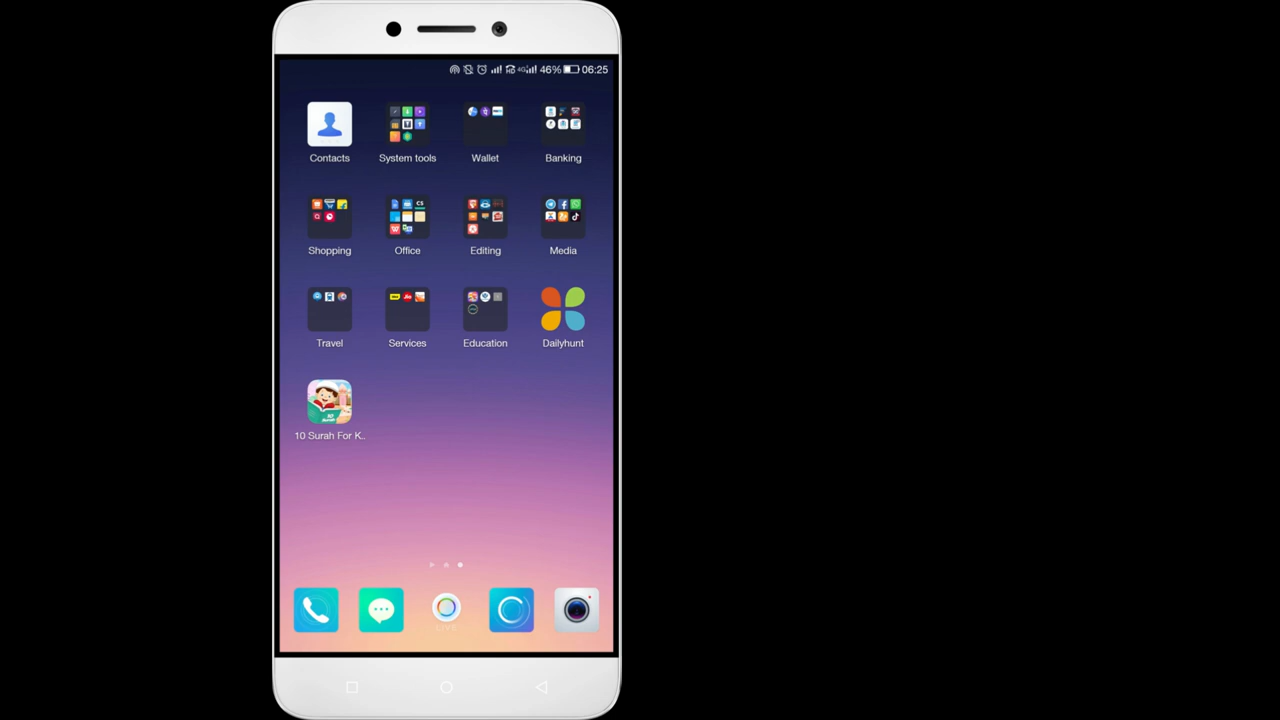 46% 06:25
Contacts System tools Wallet Banking
Shopping Office Editing Media
Travel Services Education Dailyhunt
10 Surah For K..